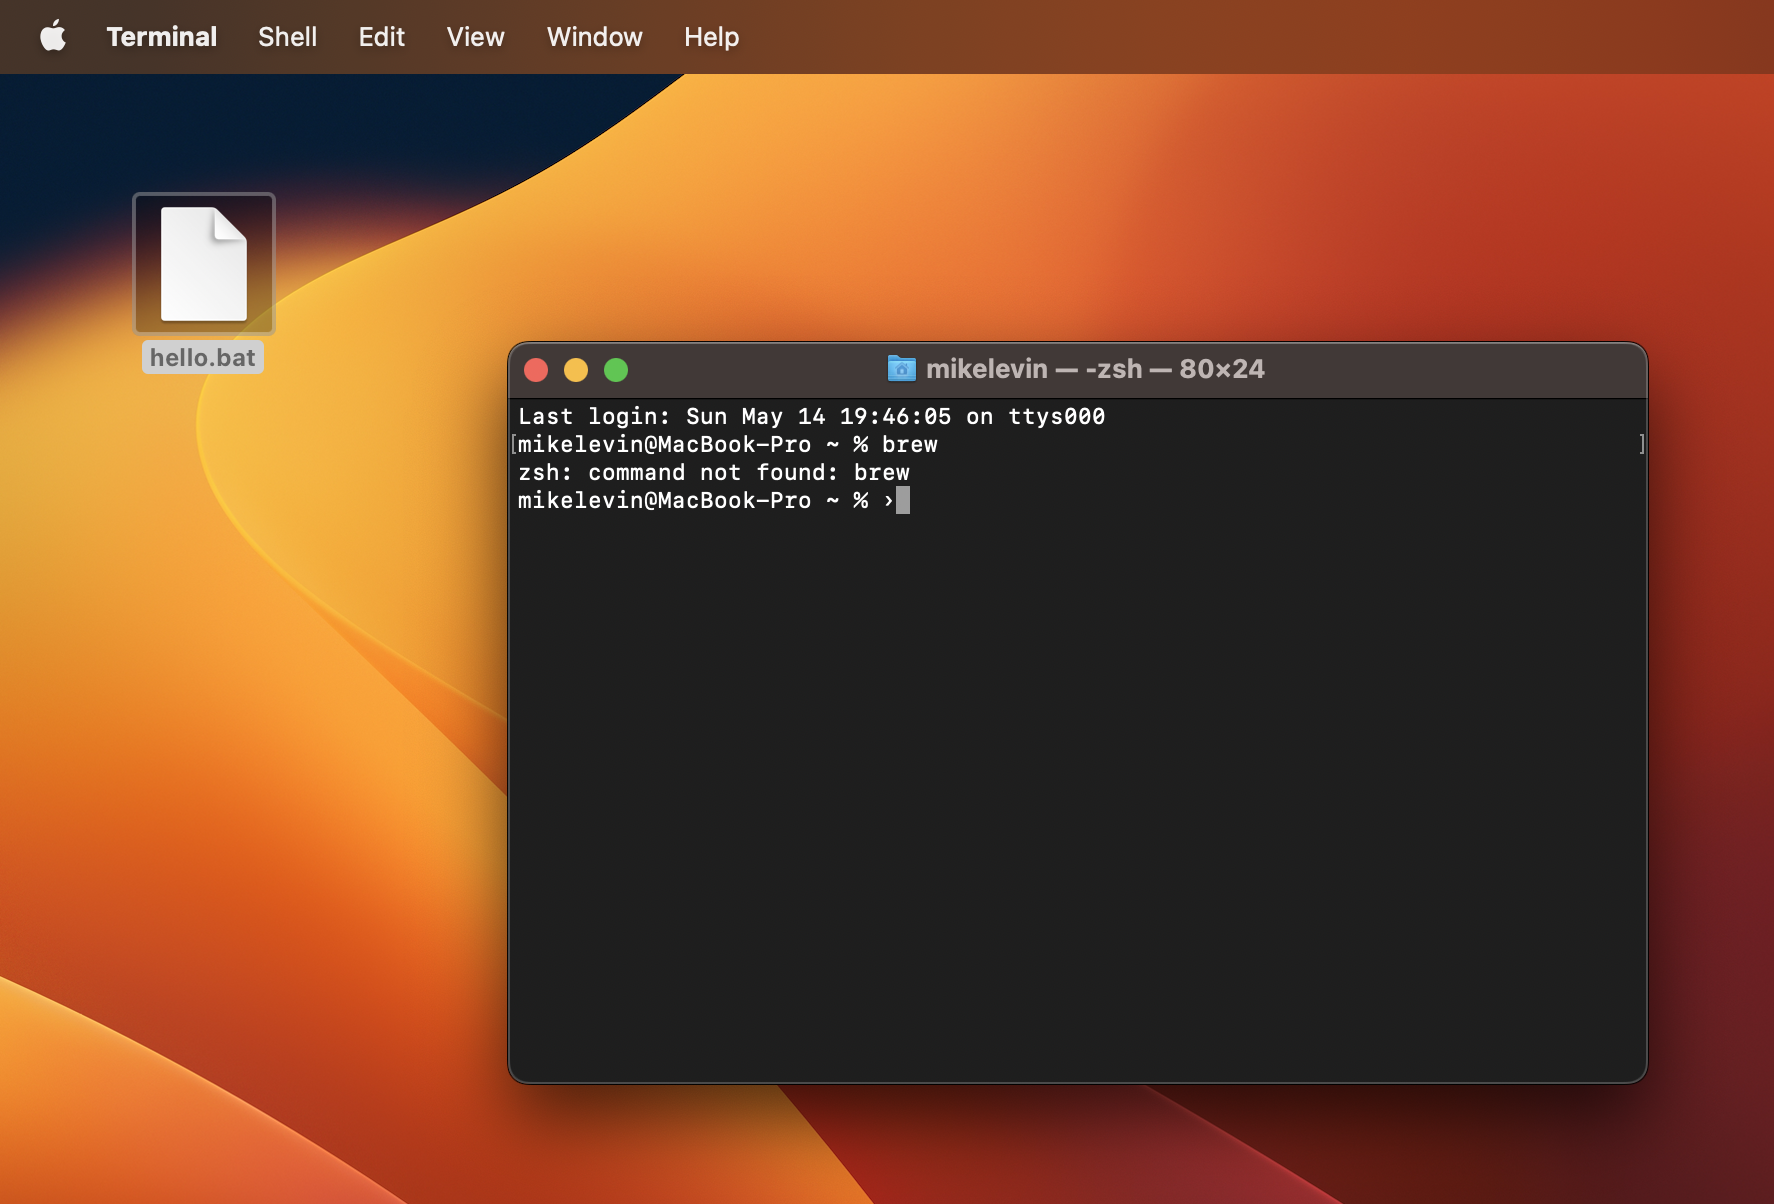 Terminal Shell Edit View Window Help
hello.bat
mikelevin — -zsh — 80×24
Last login: Sun May 14 19:46:05 on ttys000
[mikelevin@MacBook-Pro ~ % brew ]
zsh: command not found: brew
mikelevin@MacBook-Pro ~ % ›